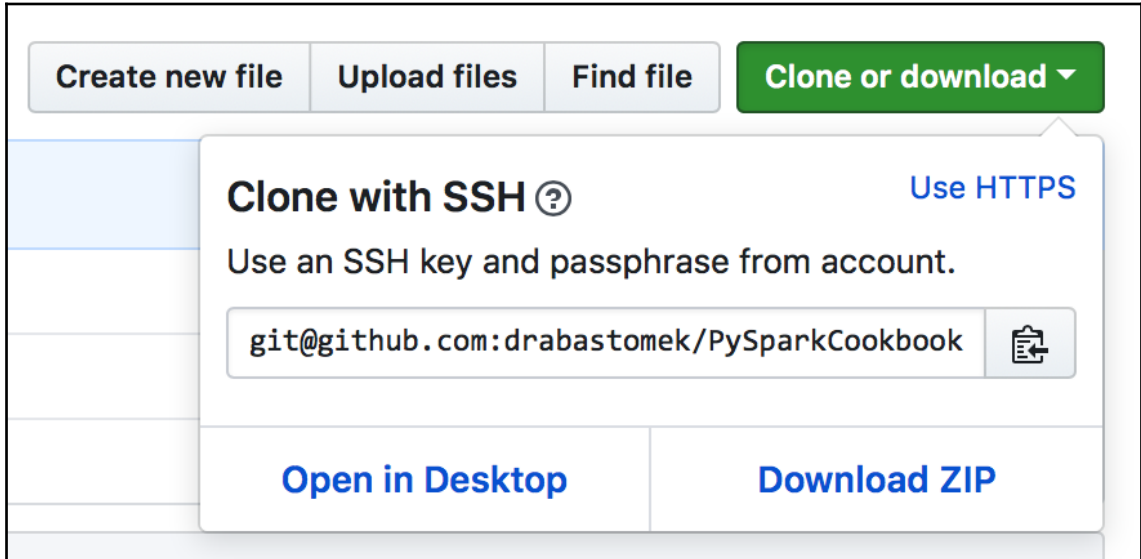 Create new file Upload files Find file Clone or download
Clone with SSH Use HTTPS
Use an SSH key and passphrase from account.
git@github.com:drabastomek/PySparkCookbook
Open in Desktop Download ZIP